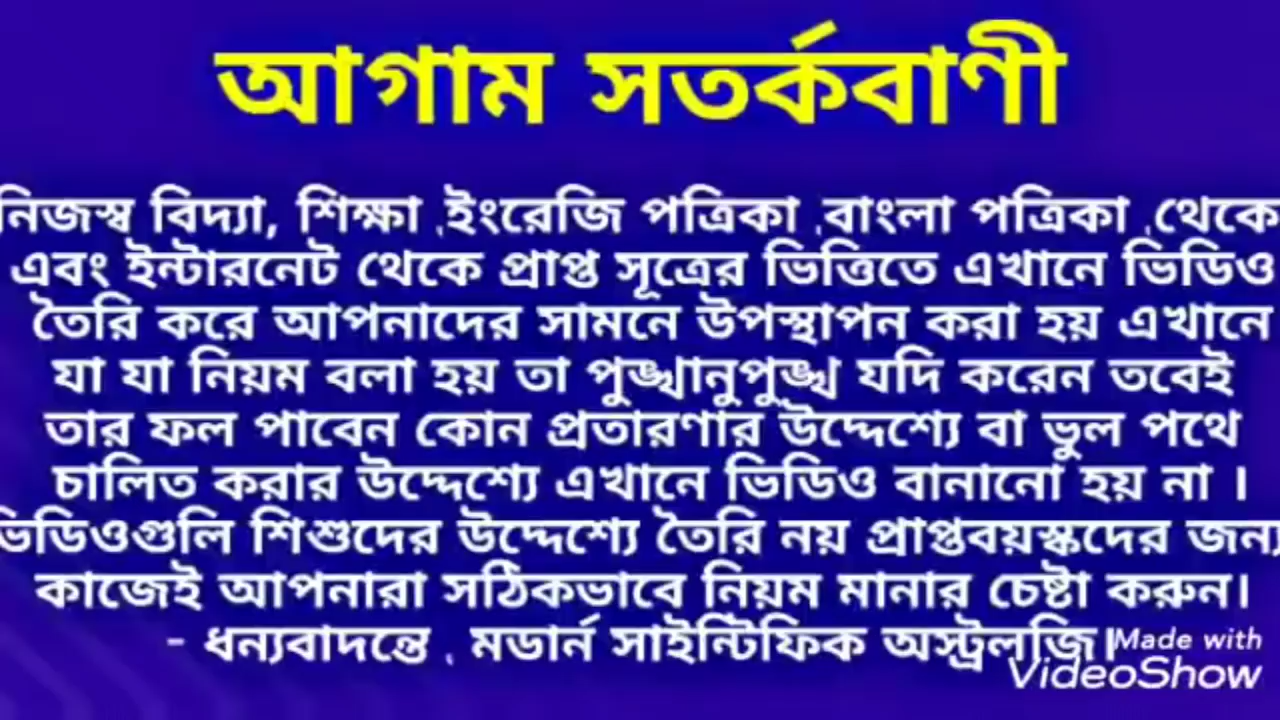 আগাম সতর্কবাণী
নিজস্ব বিদ্যা, শিক্ষা ,ইংরেজি পত্রিকা ,বাংলা পত্রিকা ,থেকে
এবং ইন্টারনেট থেকে প্রাপ্ত সূত্রের ভিত্তিতে এখানে ভিডিও
তৈরি করে আপনাদের সামনে উপস্থাপন করা হয় এখানে
যা যা নিয়ম বলা হয় তা পুঙ্খানুপুঙ্খ যদি করেন তবেই
তার ফল পাবেন কোন প্রতারণার উদ্দেশ্যে বা ভুল পথে
চালিত করার উদ্দেশ্যে এখানে ভিডিও বানানো হয় না ।
ভিডিওগুলি শিশুদের উদ্দেশ্যে তৈরি নয় প্রাপ্তবয়স্কদের জন্য
কাজেই আপনারা সঠিকভাবে নিয়ম মানার চেষ্টা করুন।
- ধন্যবাদন্তে , মডার্ন সাইন্টিফিক অস্ট্রলজি।
Made with
VideoShow